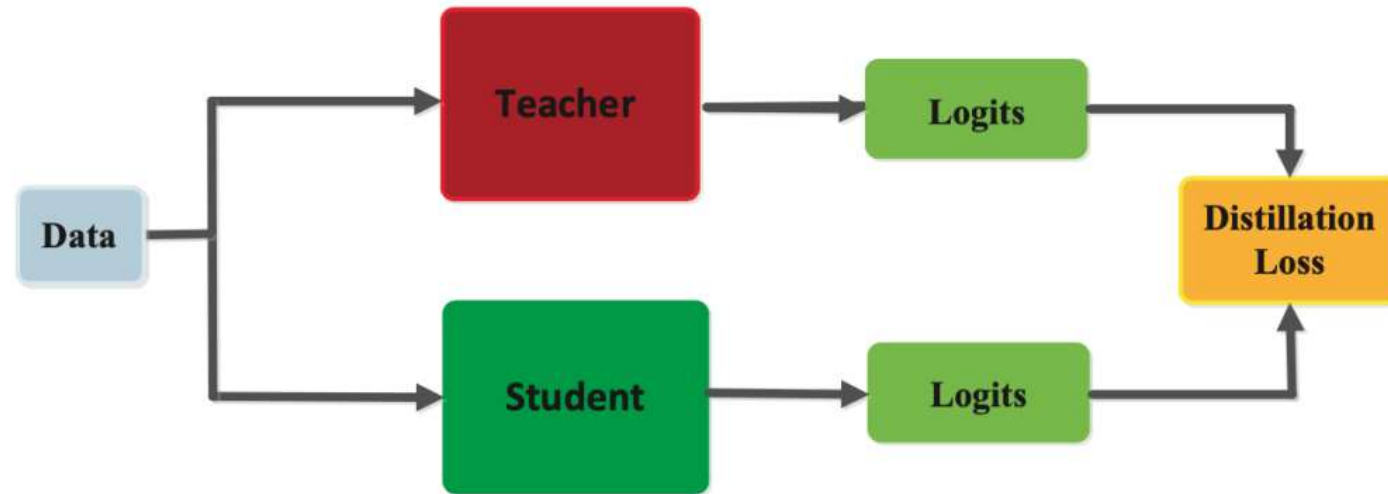 Data
Teacher
Logits
Distillation
Loss
Student
Logits